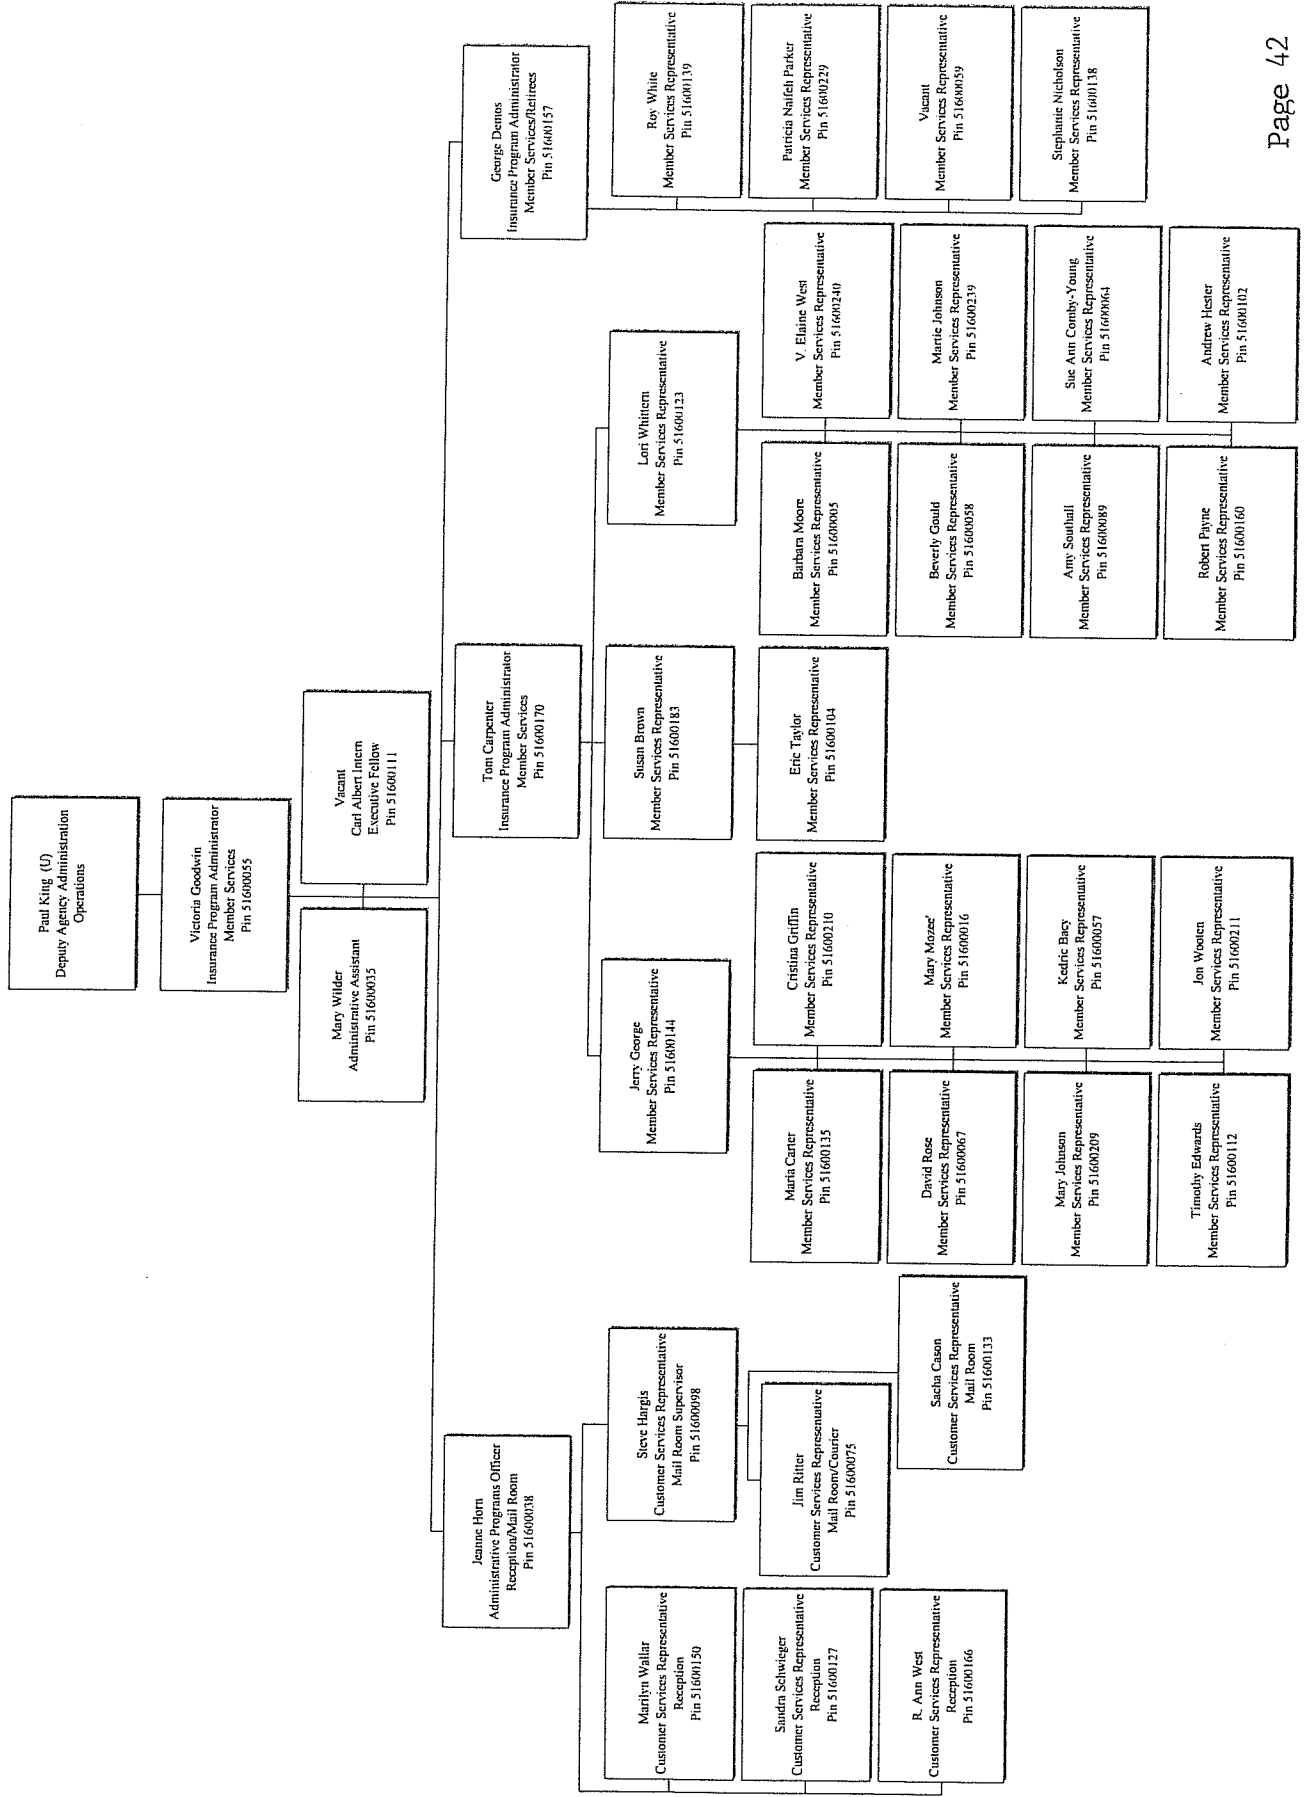 Paul King (U)
Deputy Agency Administration
Operations
Victoria Goodwin
Insurance Program Administrator
Member Services
Pin 51600055
Mary Wilder
Administrative Assistant
Pin 51600035
Vacant
Carl Albert Intern
Executive Fellow
Pin 51600111
Jeanne Horn
Administrative Programs Officer
Reception/Mail Room
Pin 51600038
Tom Carpenter
Insurance Program Administrator
Member Services
Pin 51600170
George Demos
Insurance Program Administrator
Member Services/Retirees
Pin 51600157
Marilyn Wallar
Customer Services Representative
Reception
Pin 51600150
Sandra Schwieger
Customer Services Representative
Reception
Pin 51600127
R. Ann West
Customer Services Representative
Reception
Pin 51600166
Steve Hargis
Customer Services Representative
Mail Room Supervisor
Pin 51600098
Jim Ritter
Customer Services Representative
Mail Room/Courier
Pin 51600075
Sacha Cason
Customer Services Representative
Mail Room
Pin 51600133
Jerry George
Member Services Representative
Pin 51600144
Maria Carter
Member Services Representative
Pin 51600135
Cristina Griffin
Member Services Representative
Pin 51600210
David Rose
Member Services Representative
Pin 51600067
Mary Mozee'
Member Services Representative
Pin 51600016
Mary Johnson
Member Services Representative
Pin 51600209
Kedric Bacy
Member Services Representative
Pin 51600057
Timothy Edwards
Member Services Representative
Pin 51600112
Jon Wooten
Member Services Representative
Pin 51600211
Susan Brown
Member Services Representative
Pin 51600183
Eric Taylor
Member Services Representative
Pin 51600104
Lori Whittern
Member Services Representative
Pin 51600123
Barbara Moore
Member Services Representative
Pin 51600005
V. Elaine West
Member Services Representative
Pin 51600240
Beverly Gould
Member Services Representative
Pin 51600058
Martie Johnson
Member Services Representative
Pin 51600239
Amy Southall
Member Services Representative
Pin 51600089
Sue Ann Comby-Young
Member Services Representative
Pin 51600064
Robert Payne
Member Services Representative
Pin 51600160
Andrew Hester
Member Services Representative
Pin 51600102
Roy White
Member Services Representative
Pin 51600139
Patricia Naifeh Parker
Member Services Representative
Pin 51600229
Vacant
Member Services Representative
Pin 51600059
Stephanie Nicholson
Member Services Representative
Pin 51600138
Page 42